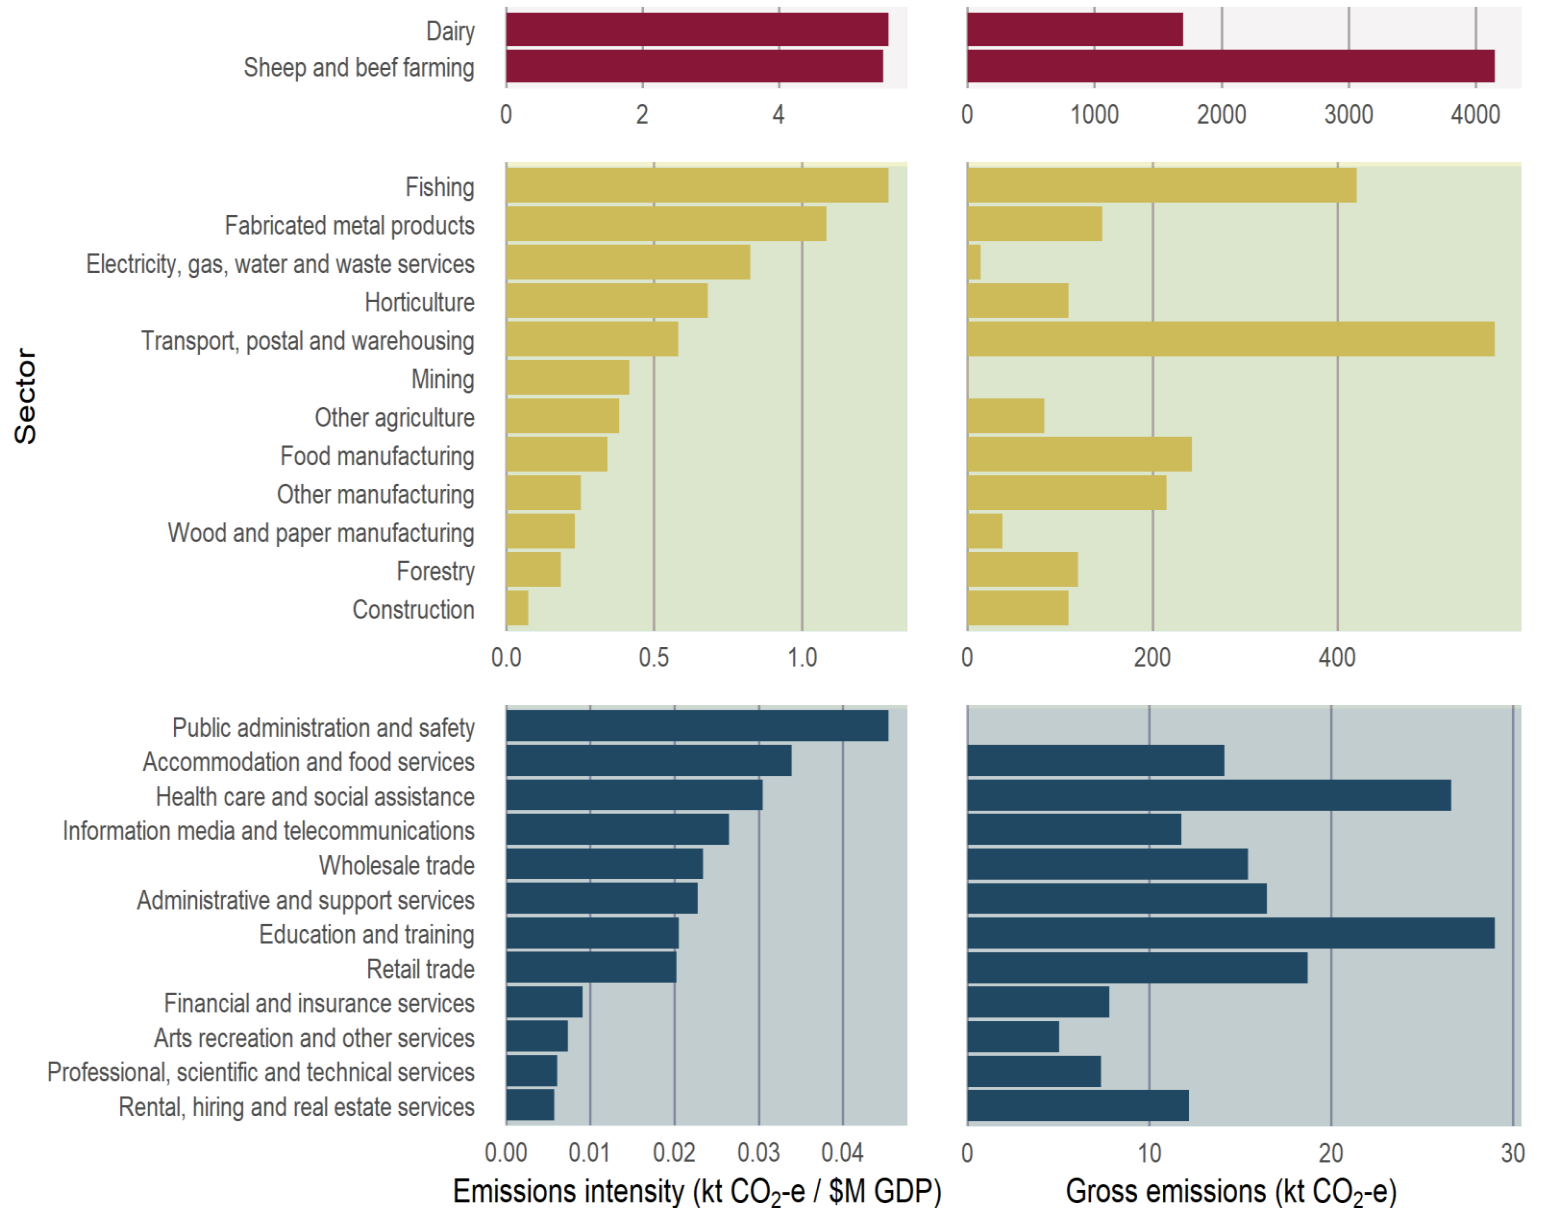 Dairy
Sheep and beef farming
0 2 4
0 1000 2000 3000 4000
Sector
Fishing
Fabricated metal products
Electricity, gas, water and waste services
Horticulture
Transport, postal and warehousing
Mining
Other agriculture
Food manufacturing
Other manufacturing
Wood and paper manufacturing
Forestry
Construction
0.0 0.5 1.0
0 200 400
Public administration and safety
Accommodation and food services
Health care and social assistance
Information media and telecommunications
Wholesale trade
Administrative and support services
Education and training
Retail trade
Financial and insurance services
Arts recreation and other services
Professional, scientific and technical services
Rental, hiring and real estate services
0.00 0.01 0.02 0.03 0.04
0 10 20 30
Emissions intensity (kt CO₂-e / $M GDP)
Gross emissions (kt CO₂-e)